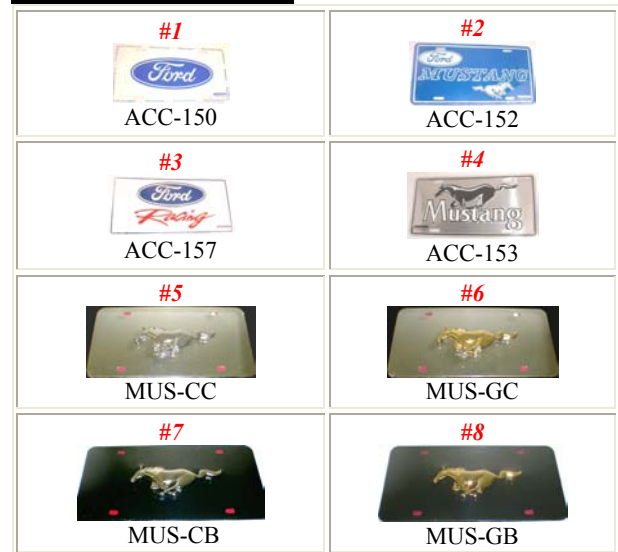 #1
#2
Ford
Ford
MUSTANG
ACC-150
ACC-152
#3
#4
Ford
Racing
Mustang
ACC-157
ACC-153
#5
#6
MUS-CC
MUS-GC
#7
#8
MUS-CB
MUS-GB